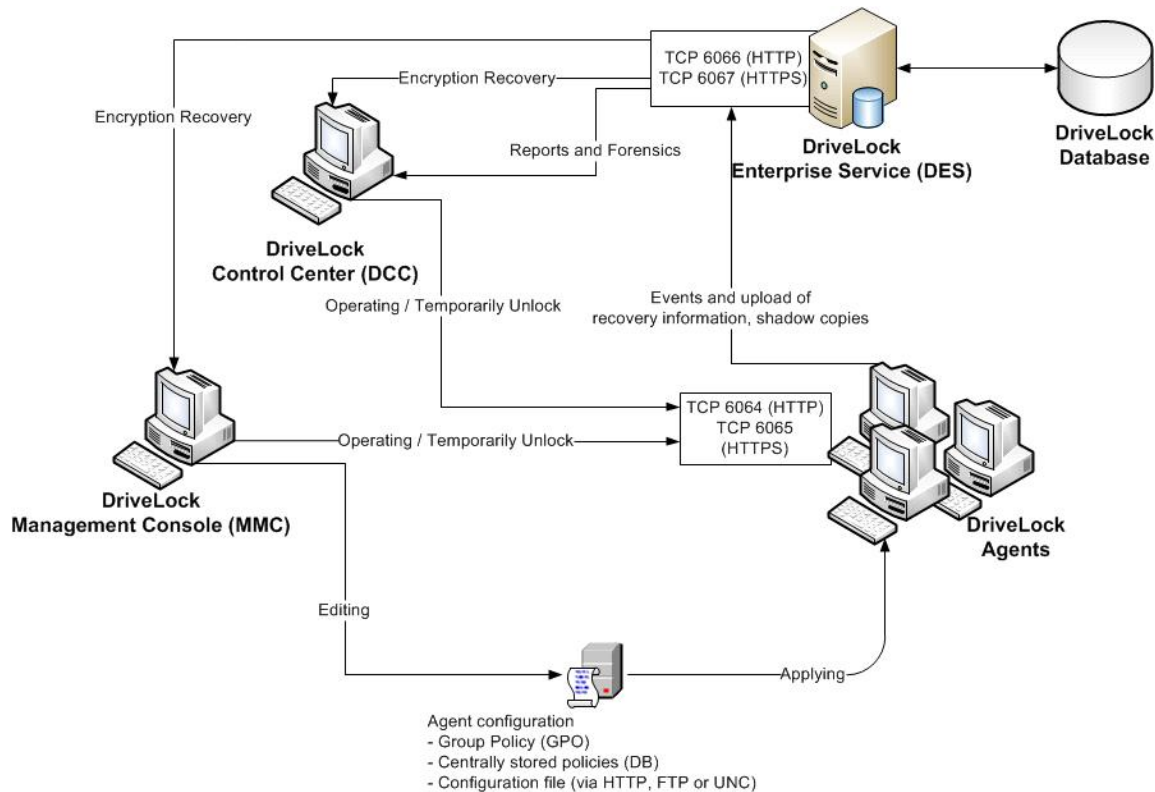 TCP 6066 (HTTP)
TCP 6067 (HTTPS)
Encryption Recovery
Encryption Recovery
DriveLock
Enterprise Service (DES)
DriveLock
Database
Reports and Forensics
DriveLock
Control Center (DCC)
Operating / Temporarily Unlock
Events and upload of
recovery information, shadow copies
TCP 6064 (HTTP)
TCP 6065
(HTTPS)
Operating / Temporarily Unlock
DriveLock
Management Console (MMC)
DriveLock
Agents
Editing
Applying
Agent configuration
- Group Policy (GPO)
- Centrally stored policies (DB)
- Configuration file (via HTTP, FTP or UNC)